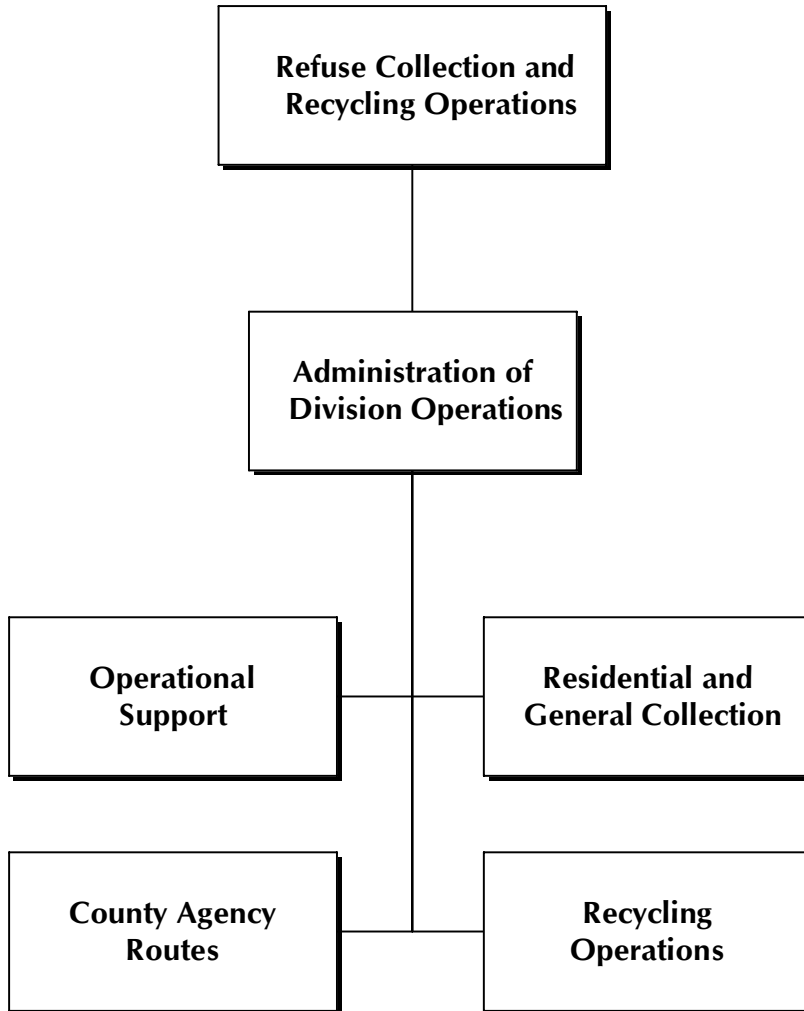 Refuse Collection and
Recycling Operations
Administration of
Division Operations
Operational
Support
Residential and
General Collection
County Agency
Routes
Recycling
Operations